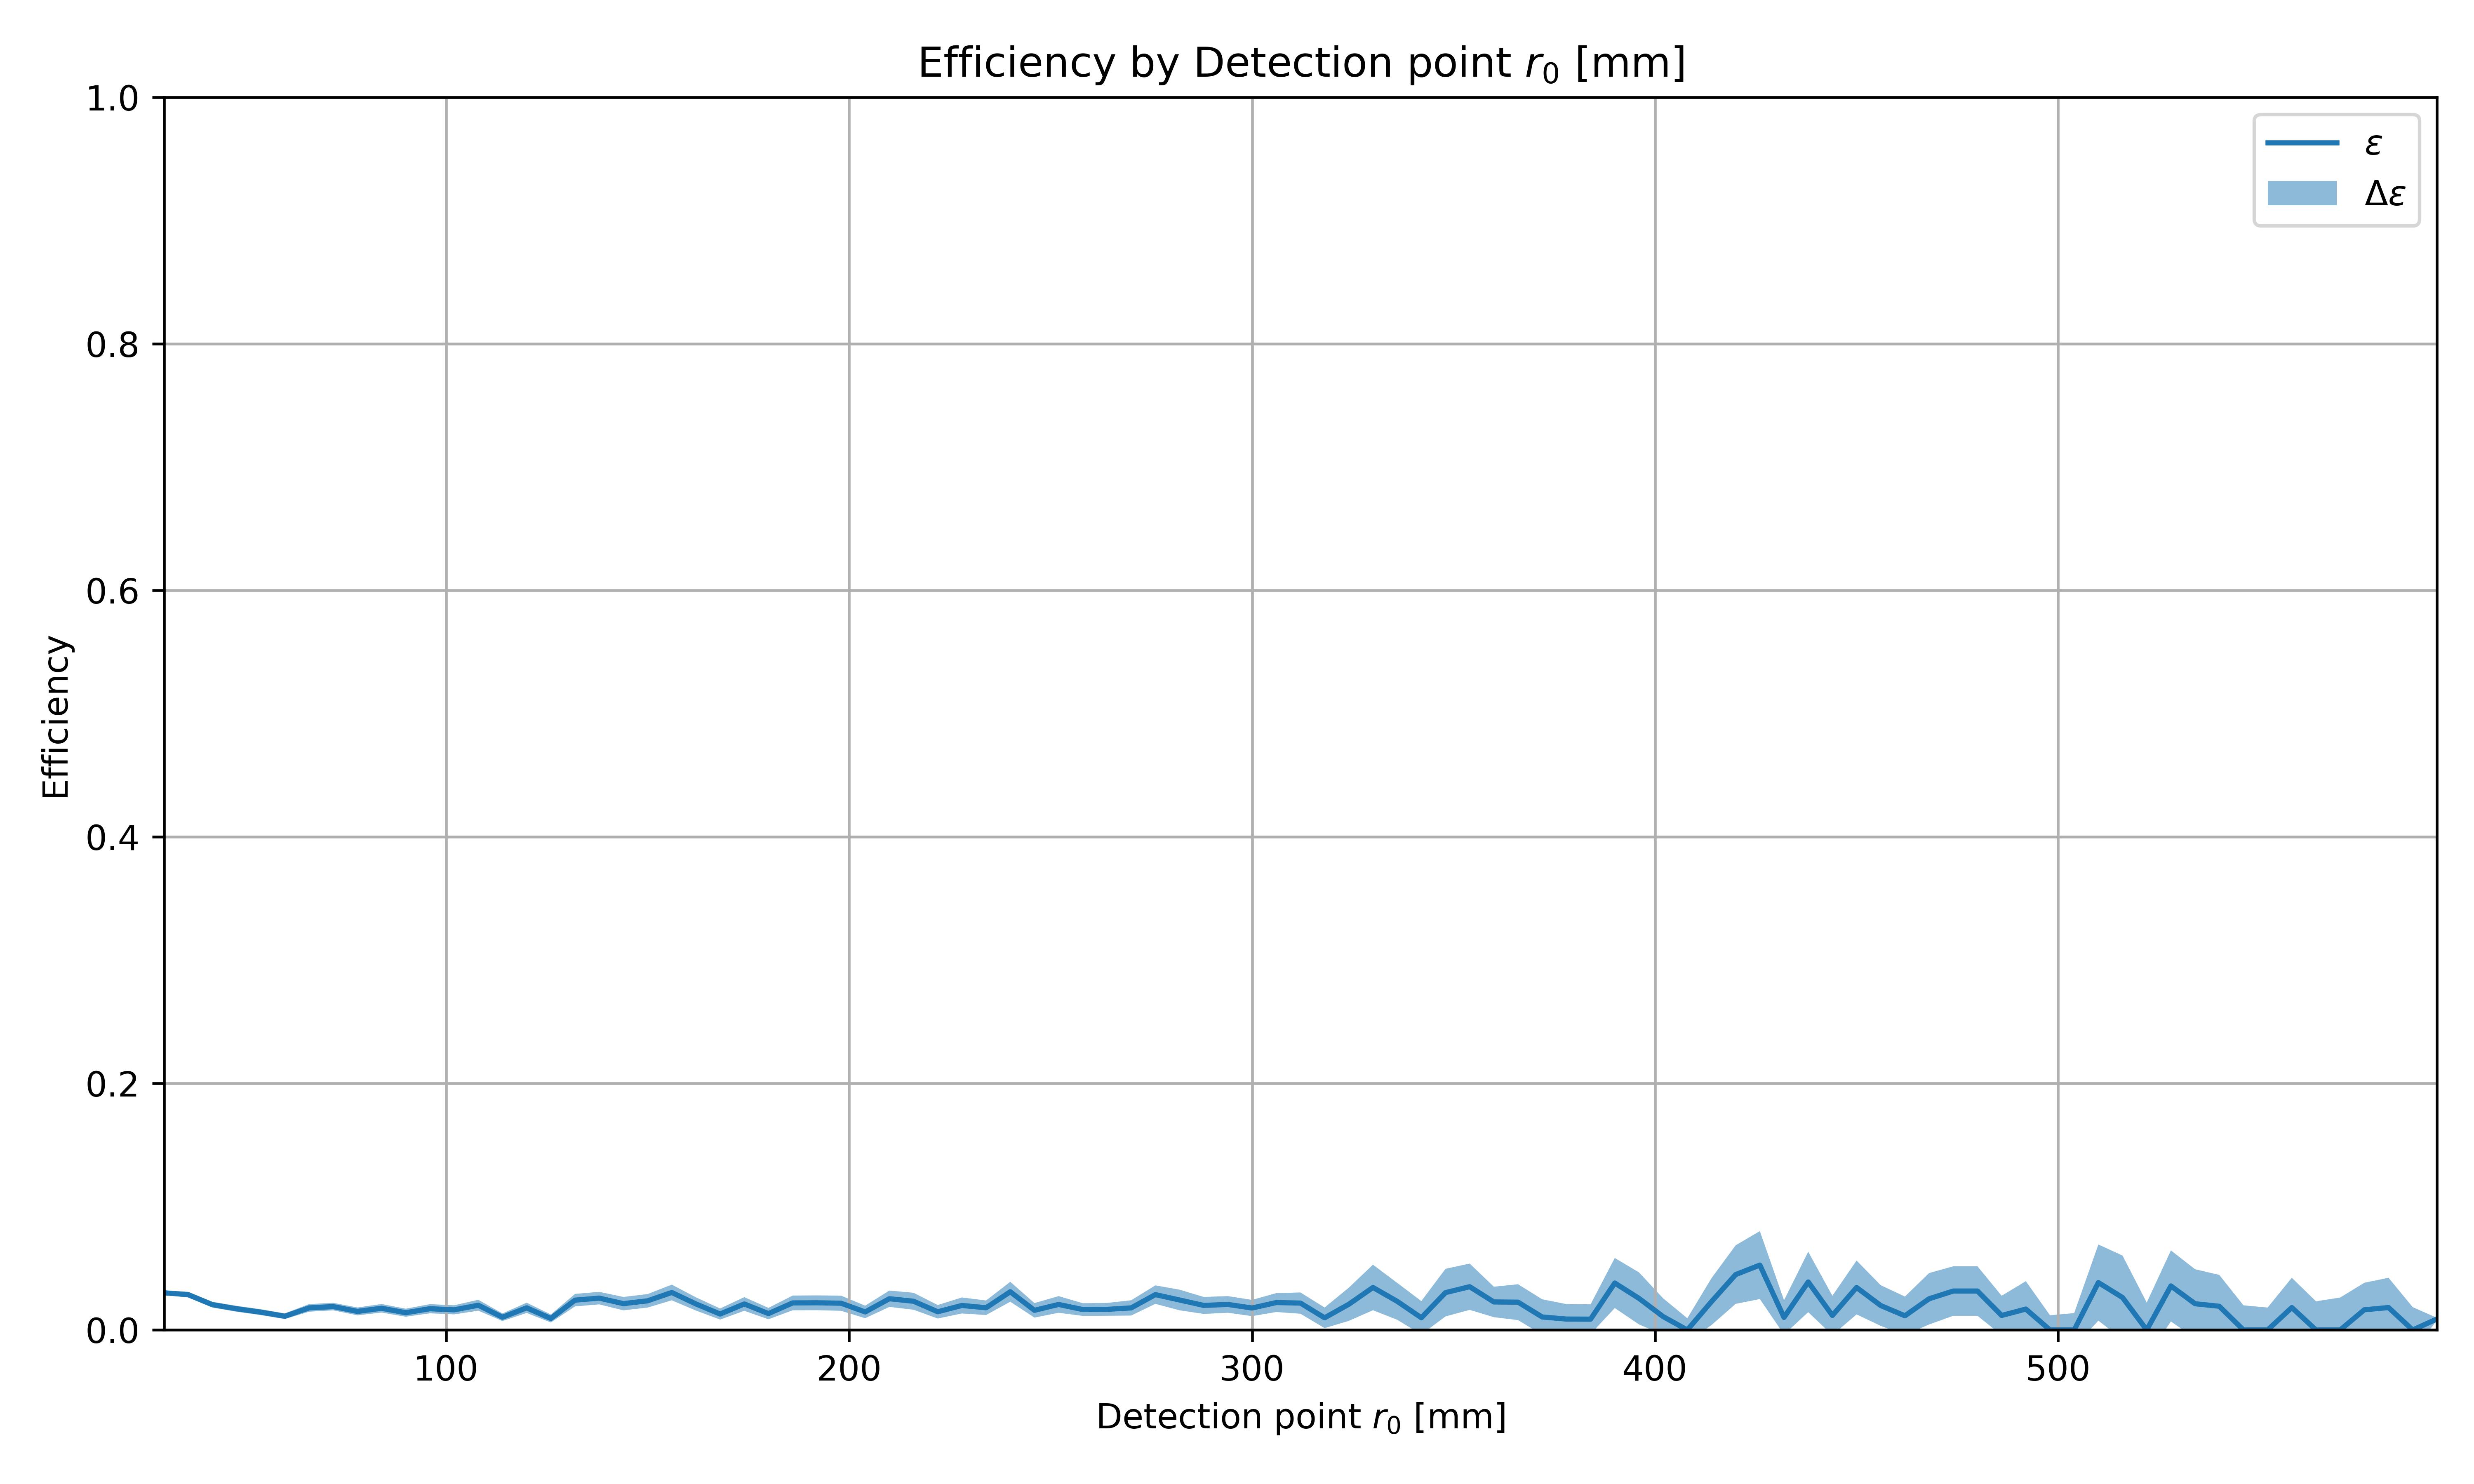 Efficiency by Detection point r₀ [mm]
1.0
0.8
0.6
0.4
0.2
0.0
Efficiency
ε
Δε
100 200 300 400 500
Detection point r₀ [mm]